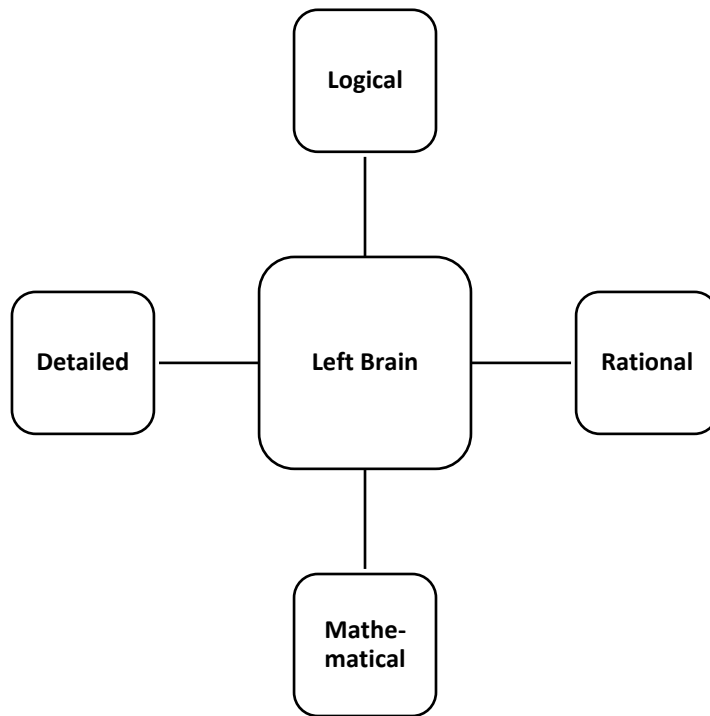 Logical
Detailed
Left Brain
Rational
Mathe-
matical